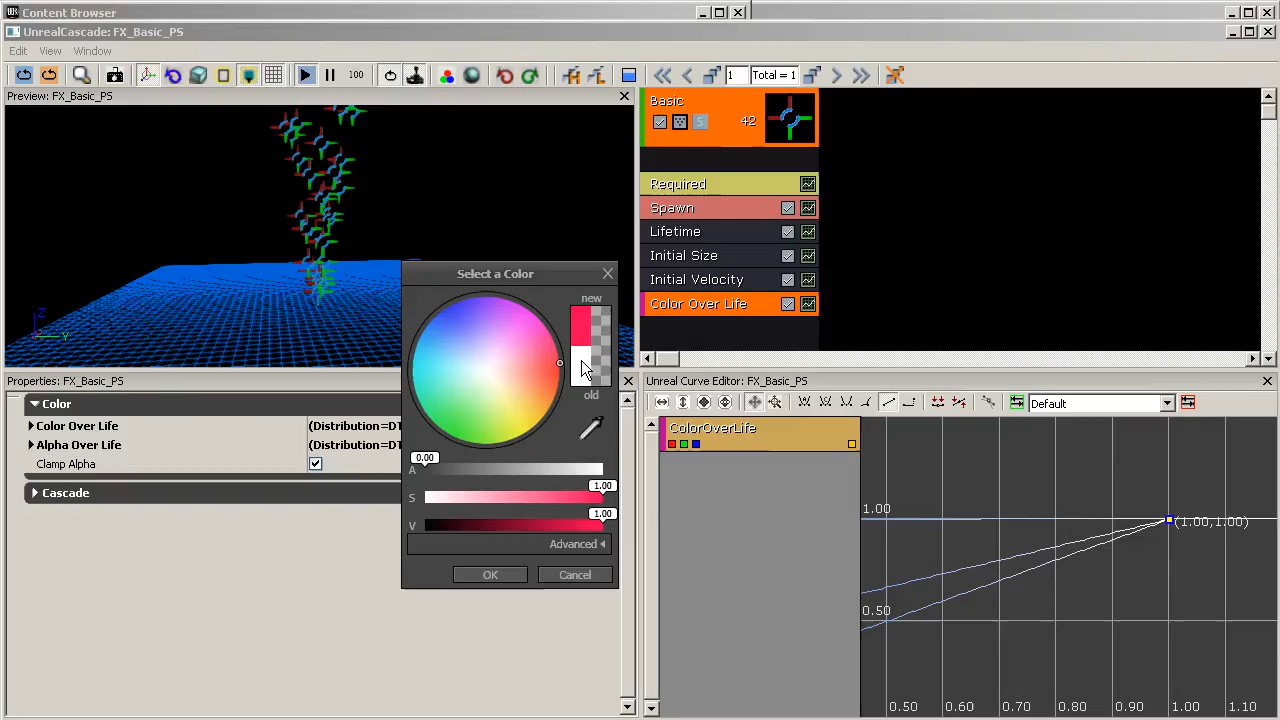 Content Browser
UnrealCascade: FX_Basic_PS
Edit View Window
100
1
Total = 1
Preview: FX_Basic_PS
Z
Y
Basic
S
42
Required
Spawn
Lifetime
Initial Size
Initial Velocity
Color Over Life
Select a Color
new
old
0.00
A
1.00
S
1.00
V
Advanced
OK
Cancel
Properties: FX_Basic_PS
Color
Color Over Life
(Distribution=DT
Alpha Over Life
(Distribution=DT
Clamp Alpha
Cascade
Unreal Curve Editor: FX_Basic_PS
Default
ColorOverLife
1.00
(1.00,1.00)
0.50
0.50 0.60 0.70 0.80 0.90 1.00 1.10